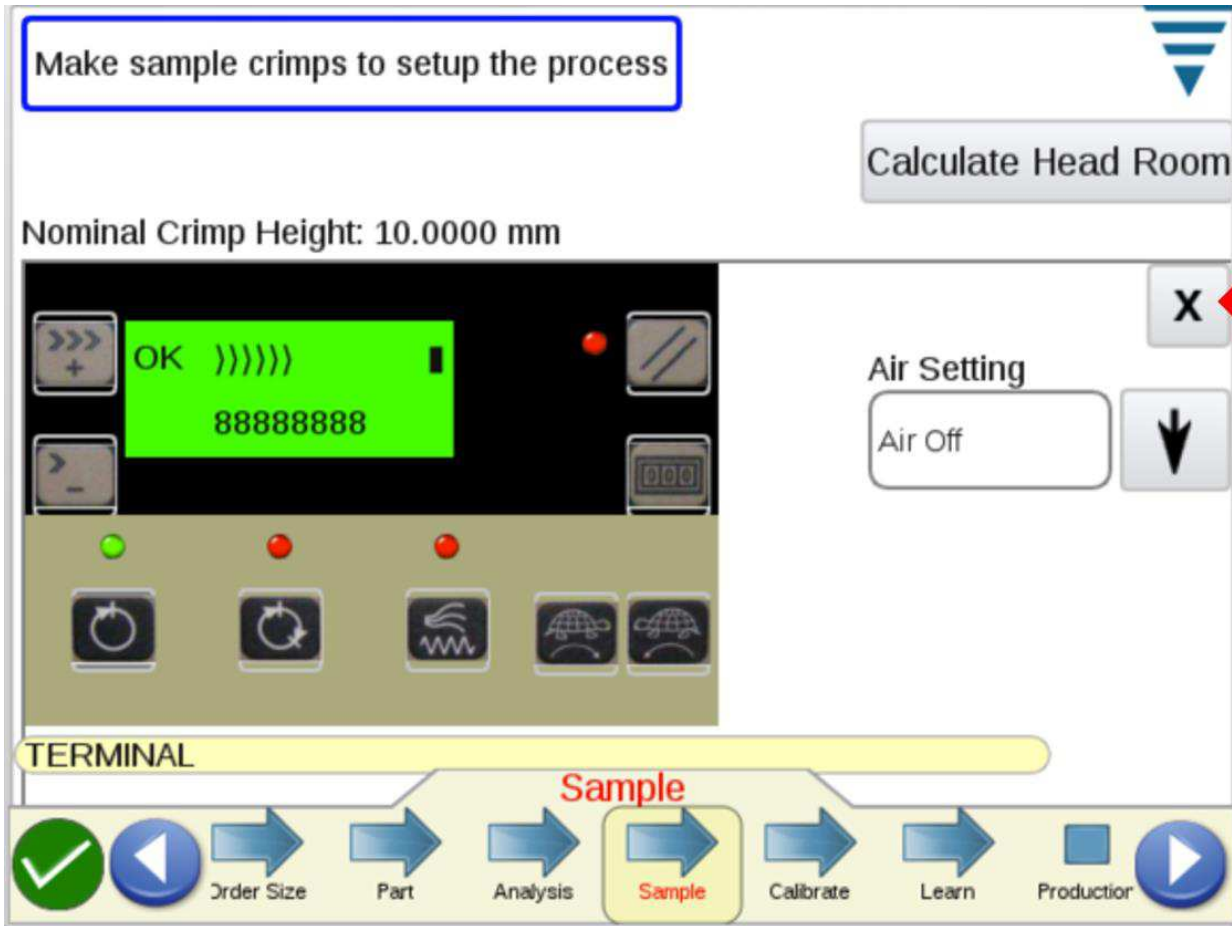 Make sample crimps to setup the process
Calculate Head Room
Nominal Crimp Height: 10.0000 mm
X
>>>
+
OK ⟩⟩⟩⟩⟩⟩
88888888
>
-
000
Air Setting
Air Off
TERMINAL
Sample
Order Size
Part
Analysis
Sample
Calibrate
Learn
Production